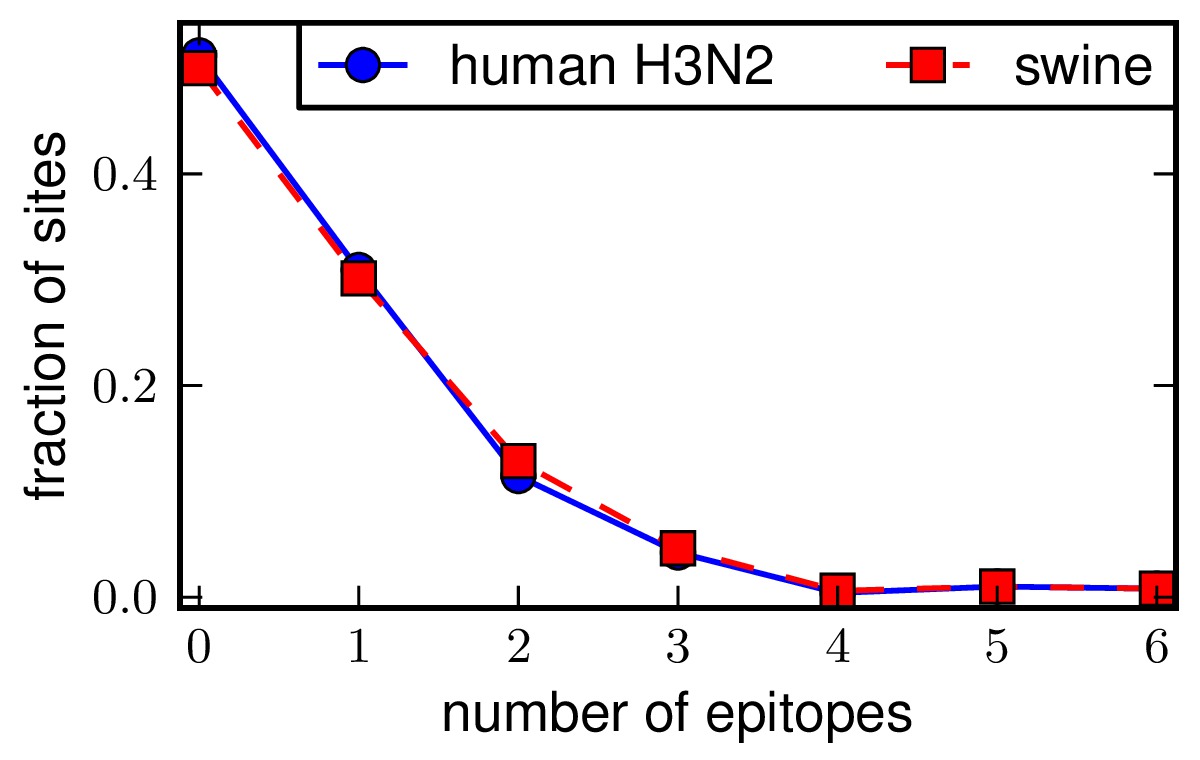 human H3N2 swine
fraction of sites
0.4
0.2
0.0
0 1 2 3 4 5 6
number of epitopes